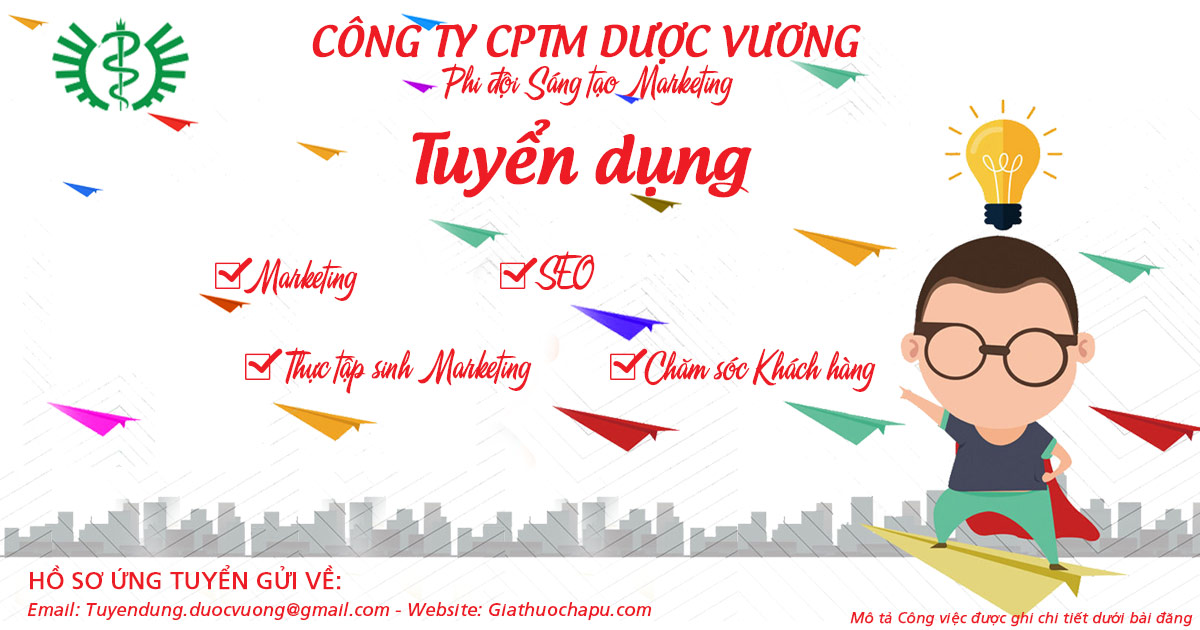 CÔNG TY CPTM DƯỢC VƯƠNG
Phi đội Sáng tạo Marketing
Tuyển dụng
Marketing
SEO
Thực tập sinh Marketing
Chăm sóc Khách hàng
HỒ SƠ ỨNG TUYỂN GỬI VỀ:
Email: Tuyendung.duocvuong@gmail.com - Website: Giathuochapu.com
Mô tả Công việc được ghi chi tiết dưới bài đăng